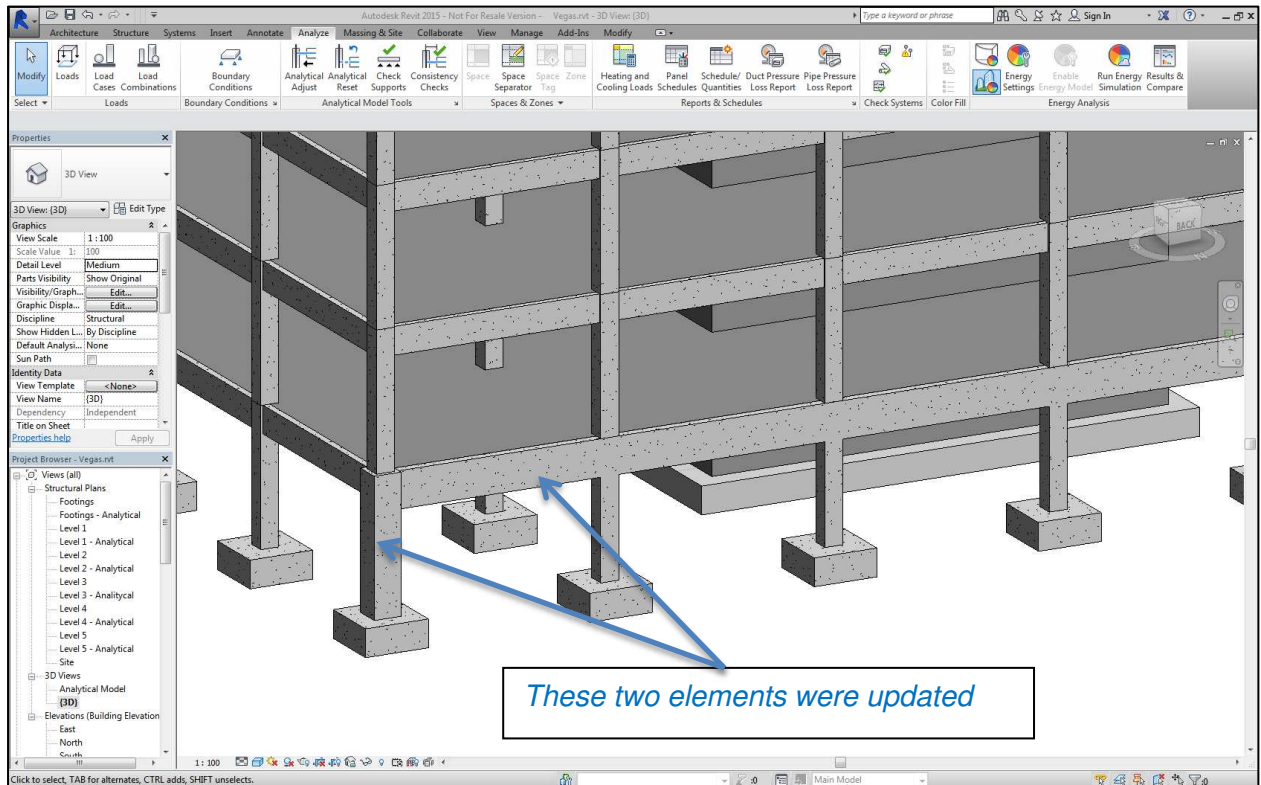 Autodesk Revit 2015 - Not For Resale Version - Vegas.rvt - 3D View: {3D}
Type a keyword or phrase
Sign In
Architecture Structure Systems Insert Annotate Analyze Massing & Site Collaborate View Manage Add-Ins Modify
Modify Loads Load Cases Load Combinations Boundary Conditions Analytical Adjust Analytical Reset Check Supports Consistency Checks Space Space Separator Space Tag Zone Heating and Cooling Loads Panel Schedules Schedule/ Quantities Duct Pressure Loss Report Pipe Pressure Loss Report Energy Settings Enable Energy Model Run Energy Simulation Results & Compare
Select Loads Boundary Conditions Analytical Model Tools Spaces & Zones Reports & Schedules Check Systems Color Fill Energy Analysis
Properties
3D View
3D View: {3D} Edit Type
Graphics
View Scale 1 : 100
Scale Value 1: 100
Detail Level Medium
Parts Visibility Show Original
Visibility/Graph... Edit...
Graphic Displa... Edit...
Discipline Structural
Show Hidden L... By Discipline
Default Analysi... None
Sun Path
Identity Data
View Template <None>
View Name {3D}
Dependency Independent
Title on Sheet
Properties help Apply
Project Browser - Vegas.rvt
Views (all)
Structural Plans
Footings
Footings - Analytical
Level 1
Level 1 - Analytical
Level 2
Level 2 - Analytical
Level 3
Level 3 - Analitycal
Level 4
Level 4 - Analytical
Level 5
Level 5 - Analytical
Site
3D Views
Analytical Model
{3D}
Elevations (Building Elevation
East
North
South
BACK
These two elements were updated
1 : 100
Click to select, TAB for alternates, CTRL adds, SHIFT unselects.
:0
Main Model
:0